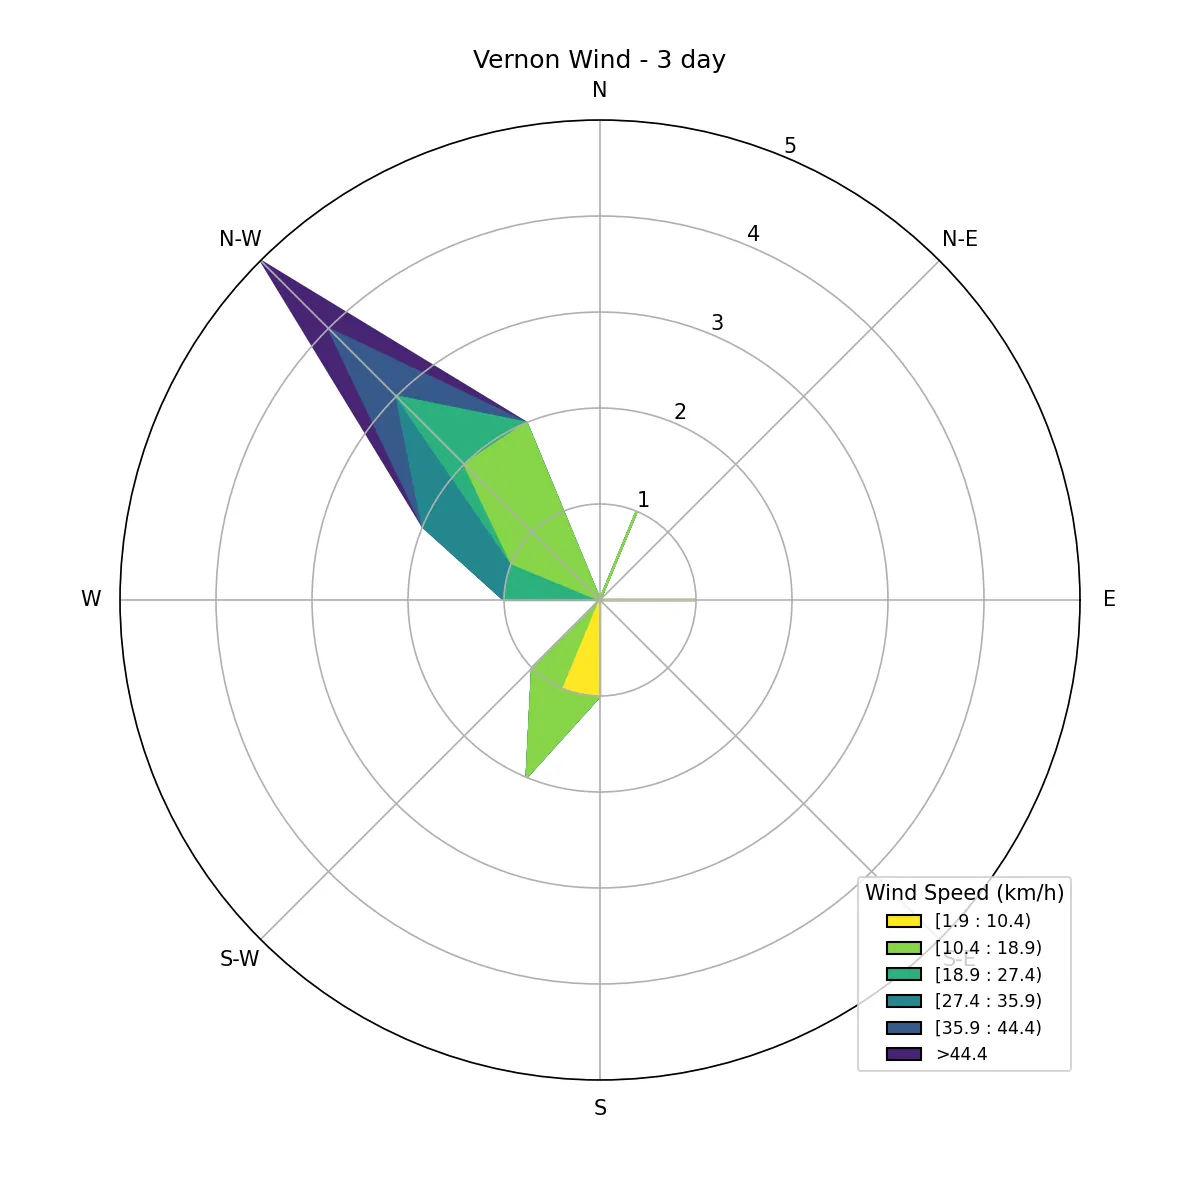 Vernon Wind - 3 day
N
5
N-W
N-E
4
3
2
1
W
E
Wind Speed (km/h)
[1.9 : 10.4)
[10.4 : 18.9)
S-W
S-E
[18.9 : 27.4)
[27.4 : 35.9)
[35.9 : 44.4)
>44.4
S